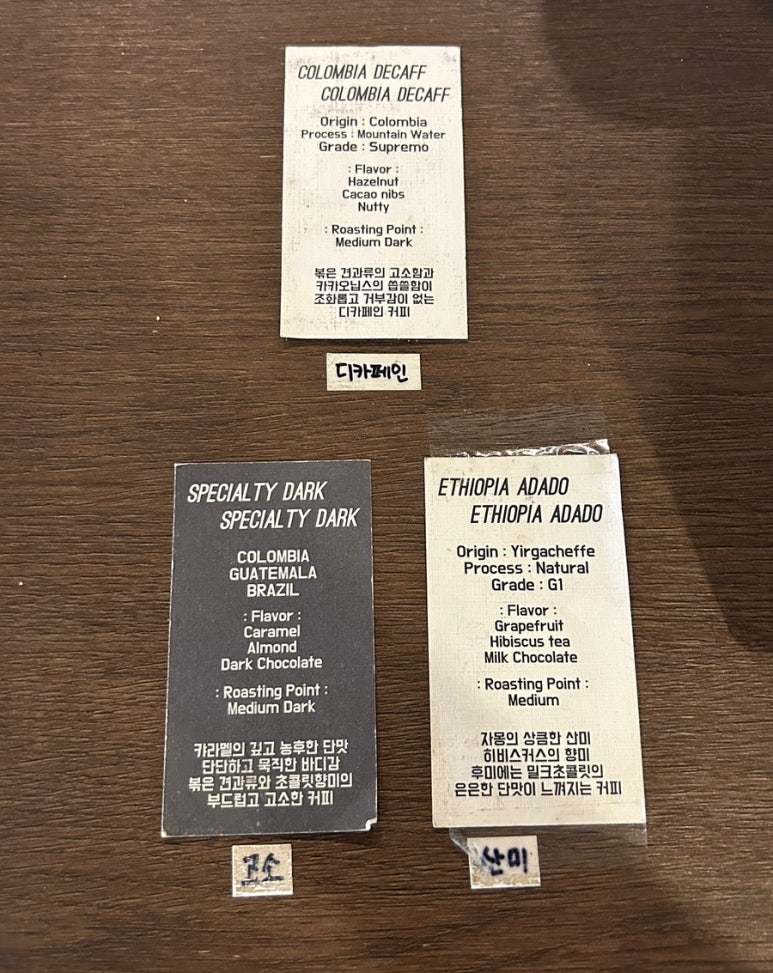 COLOMBIA DECAFF
COLOMBIA DECAFF
Origin : Colombia
Process : Mountain Water
Grade : Supremo
: Flavor :
Hazelnut
Cacao nibs
Nutty
: Roasting Point :
Medium Dark
볶은 견과류의 고소함과
카카오닙스의 씁쓸함이
조화롭고 거부감이 없는
디카페인 커피
디카페인
SPECIALTY DARK
SPECIALTY DARK
COLOMBIA
GUATEMALA
BRAZIL
: Flavor :
Caramel
Almond
Dark Chocolate
: Roasting Point :
Medium Dark
카라멜의 깊고 농후한 단맛
단단하고 묵직한 바디감
볶은 견과류와 초콜릿향미의
부드럽고 고소한 커피
고소
ETHIOPIA ADADO
ETHIOPIA ADADO
Origin : Yirgacheffe
Process : Natural
Grade : G1
: Flavor :
Grapefruit
Hibiscus tea
Milk Chocolate
: Roasting Point :
Medium
자몽의 상큼한 산미
히비스커스의 향미
후미에는 밀크초콜릿의
은은한 단맛이 느껴지는 커피
산미